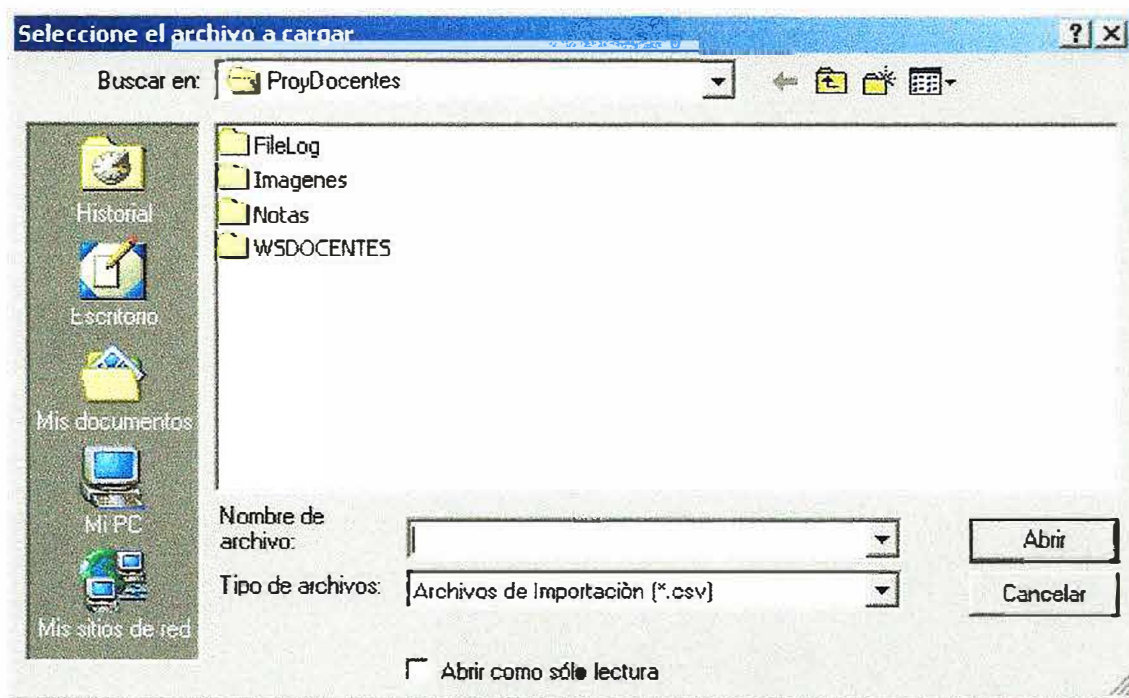 Seleccione el archivo a cargar
Buscar en: ProyDocentes
FileLog
Imagenes
Notas
WSDOCENTES
Historial
Escritorio
Mis documentos
Mi PC
Mis sitios de red
Nombre de
archivo:
Abrir
Tipo de archivos: Archivos de Importaciòn (*.csv)
Cancelar
Abrir como sólo lectura